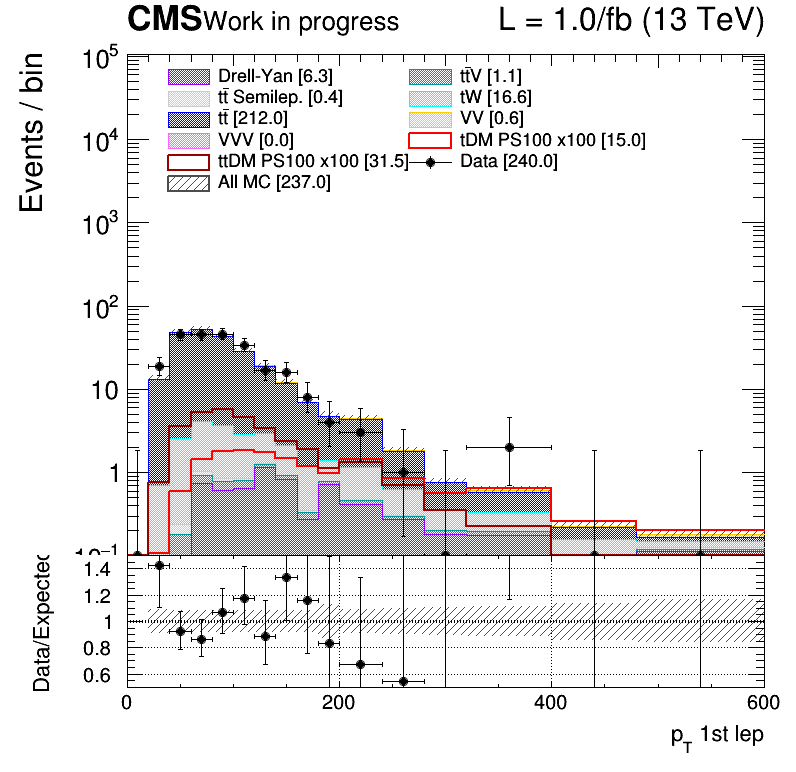 CMS Work in progress L = 1.0/fb (13 TeV)
Events / bin
10⁵
10⁴
10³
10²
10
1
10⁻¹
Drell-Yan [6.3] tt̄V [1.1]
tt̄ Semilep. [0.4] tW [16.6]
tt̄ [212.0] VV [0.6]
VVV [0.0] tDM PS100 x100 [15.0]
ttDM PS100 x100 [31.5] Data [240.0]
All MC [237.0]
Data/Expected
1.4
1.2
1
0.8
0.6
0 200 400 600
p_T 1st lep